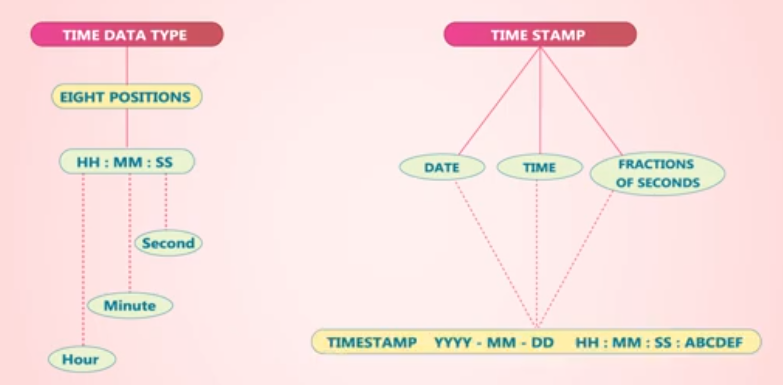 TIME DATA TYPE
EIGHT POSITIONS
HH : MM : SS
Second
Minute
Hour
TIME STAMP
DATE
TIME
FRACTIONS
OF SECONDS
TIMESTAMP YYYY - MM - DD HH : MM : SS : ABCDEF